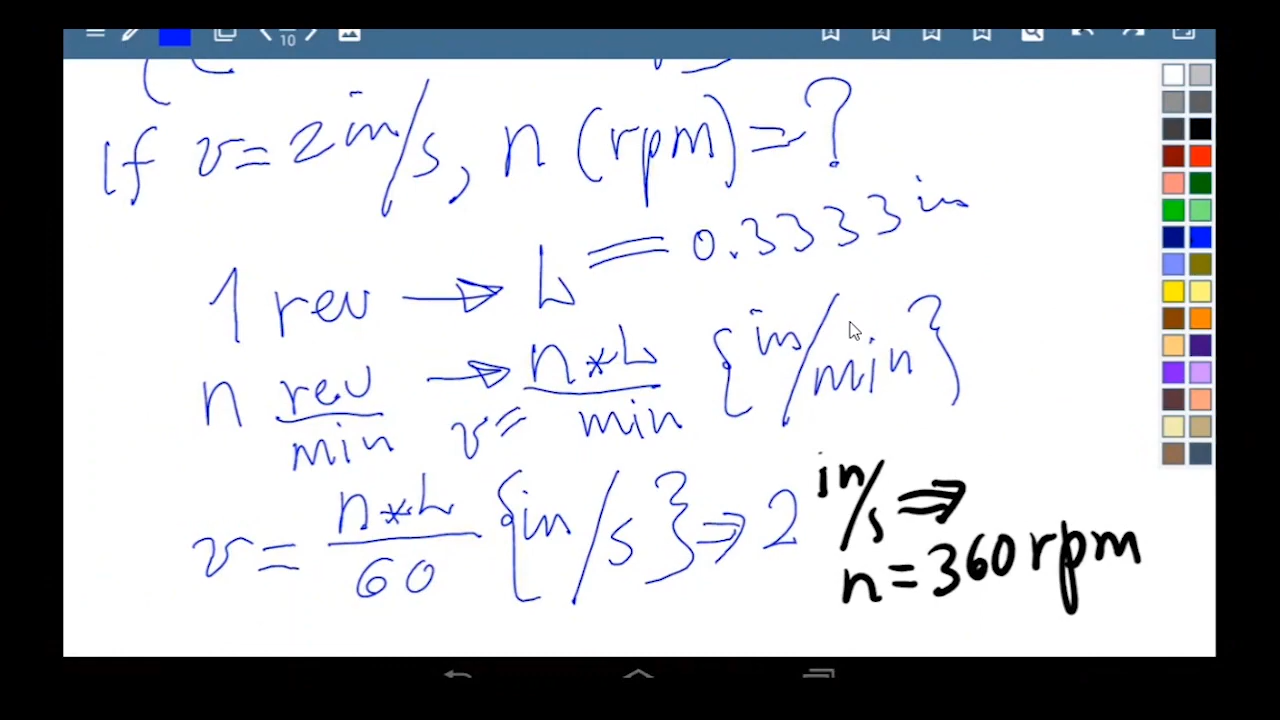 10
If v = 2 in/s, n (rpm) = ?
1 rev → L = 0.3333 in
n rev/min → v = n*L/min {in/min}
v = n*L/60 {in/s} ⇒ 2 in/s ⇒
n = 360 rpm